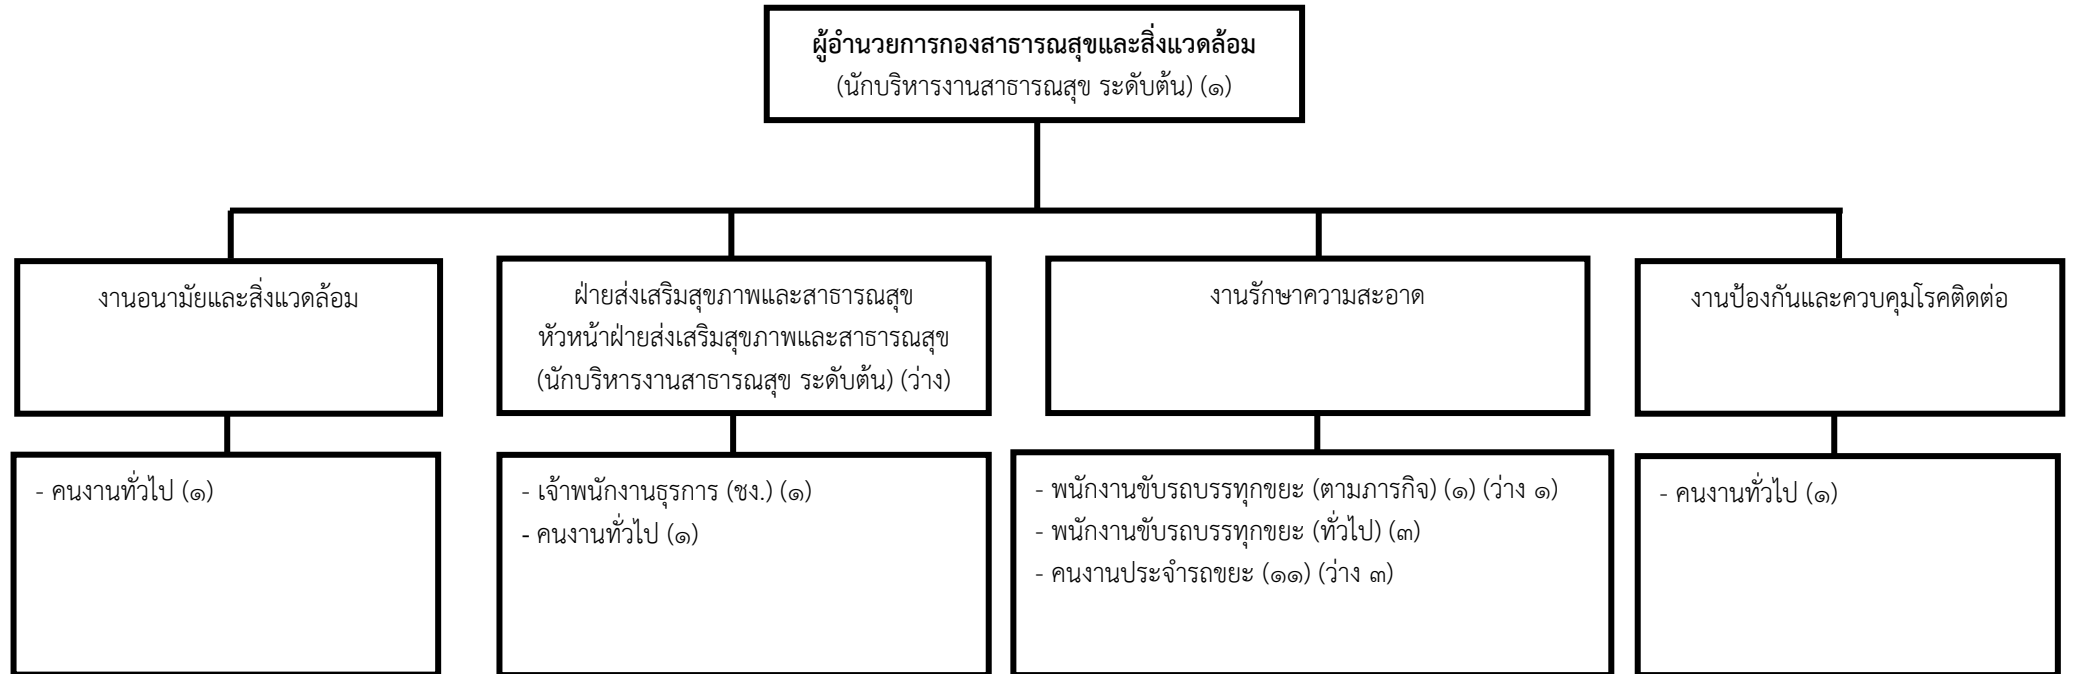 ผู้อำนวยการกองสาธารณสุขและสิ่งแวดล้อม
(นักบริหารงานสาธารณสุข ระดับต้น) (๑)
งานอนามัยและสิ่งแวดล้อม
ฝ่ายส่งเสริมสุขภาพและสาธารณสุข
หัวหน้าฝ่ายส่งเสริมสุขภาพและสาธารณสุข
(นักบริหารงานสาธารณสุข ระดับต้น) (ว่าง)
งานรักษาความสะอาด
งานป้องกันและควบคุมโรคติดต่อ
- คนงานทั่วไป (๑)
- เจ้าพนักงานธุรการ (ชง.) (๑)
- คนงานทั่วไป (๑)
- พนักงานขับรถบรรทุกขยะ (ตามภารกิจ) (๑) (ว่าง ๑)
- พนักงานขับรถบรรทุกขยะ (ทั่วไป) (๓)
- คนงานประจำรถขยะ (๑๑) (ว่าง ๓)
- คนงานทั่วไป (๑)